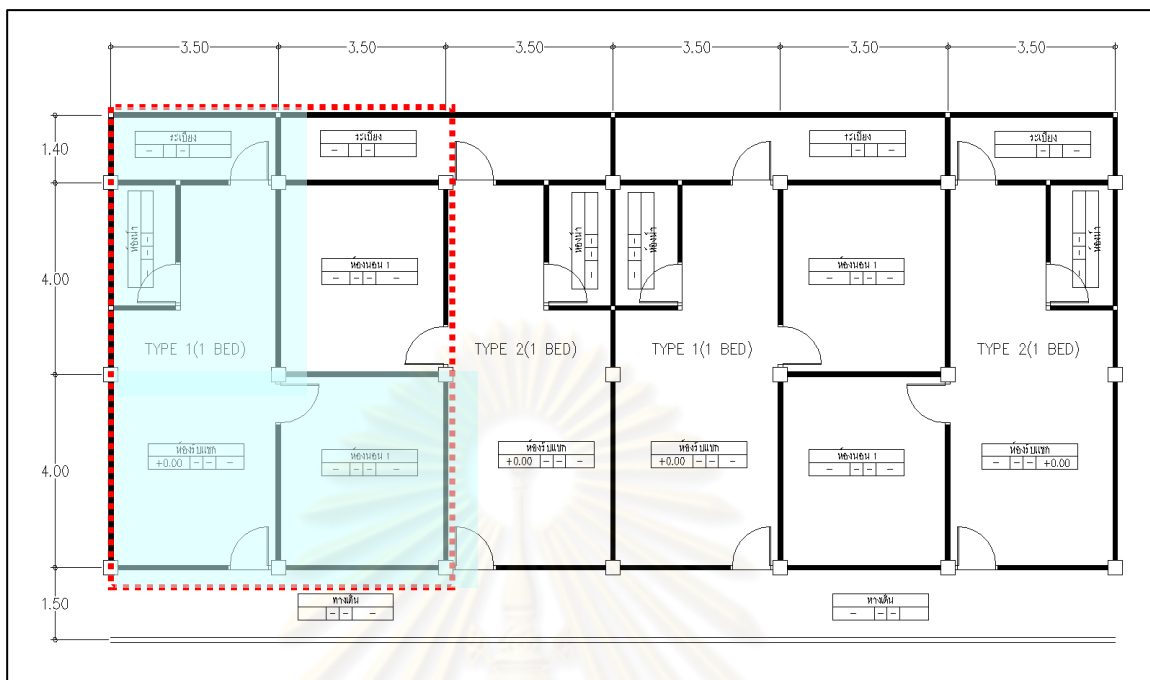 3.50 3.50 3.50 3.50 3.50 3.50
1.40
ระเบียง
- -
ระเบียง
- -
ระเบียง
- - -
ระเบียง
- - -
4.00
ห้องน้ำ
- - -
ห้องนอน 1
- - - -
ห้องน้ำ
- - -
ห้องน้ำ
- - -
ห้องนอน 1
- - - -
ห้องน้ำ
- - -
TYPE 1(1 BED)
TYPE 2(1 BED)
TYPE 1(1 BED)
TYPE 2(1 BED)
4.00
ห้องรับแขก
+0.00 - - -
ห้องนอน 1
- - - -
ห้องรับแขก
+0.00 - - -
ห้องรับแขก
+0.00 - - -
ห้องนอน 1
- - - -
ห้องรับแขก
- - - +0.00
1.50
ทางเดิน
- - -
ทางเดิน
- - -